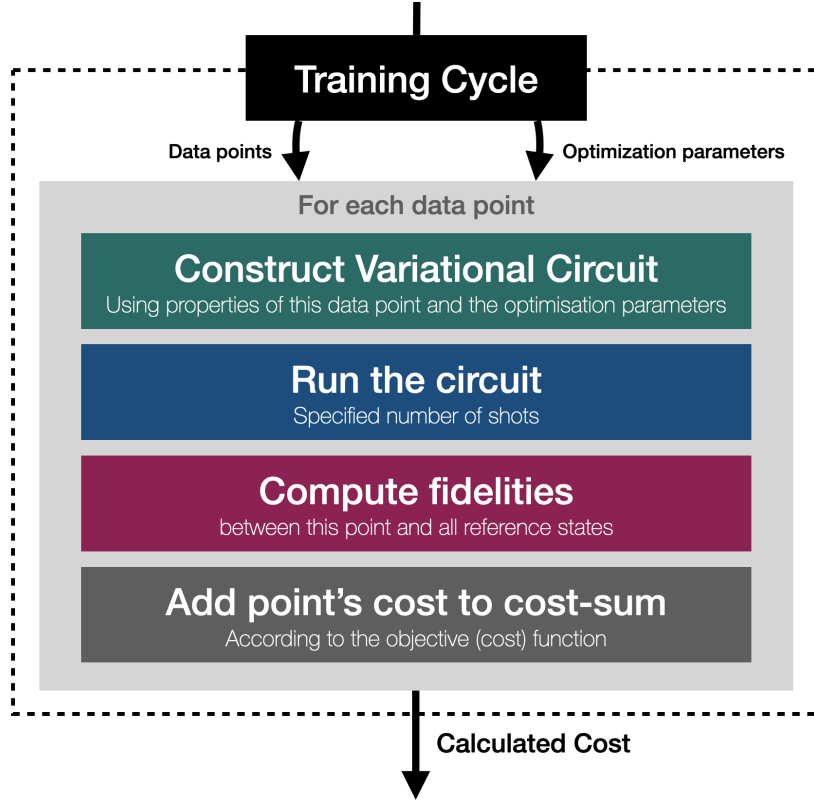 Training Cycle
Data points
Optimization parameters
For each data point
Construct Variational Circuit
Using properties of this data point and the optimisation parameters
Run the circuit
Specified number of shots
Compute fidelities
between this point and all reference states
Add point’s cost to cost-sum
According to the objective (cost) function
Calculated Cost